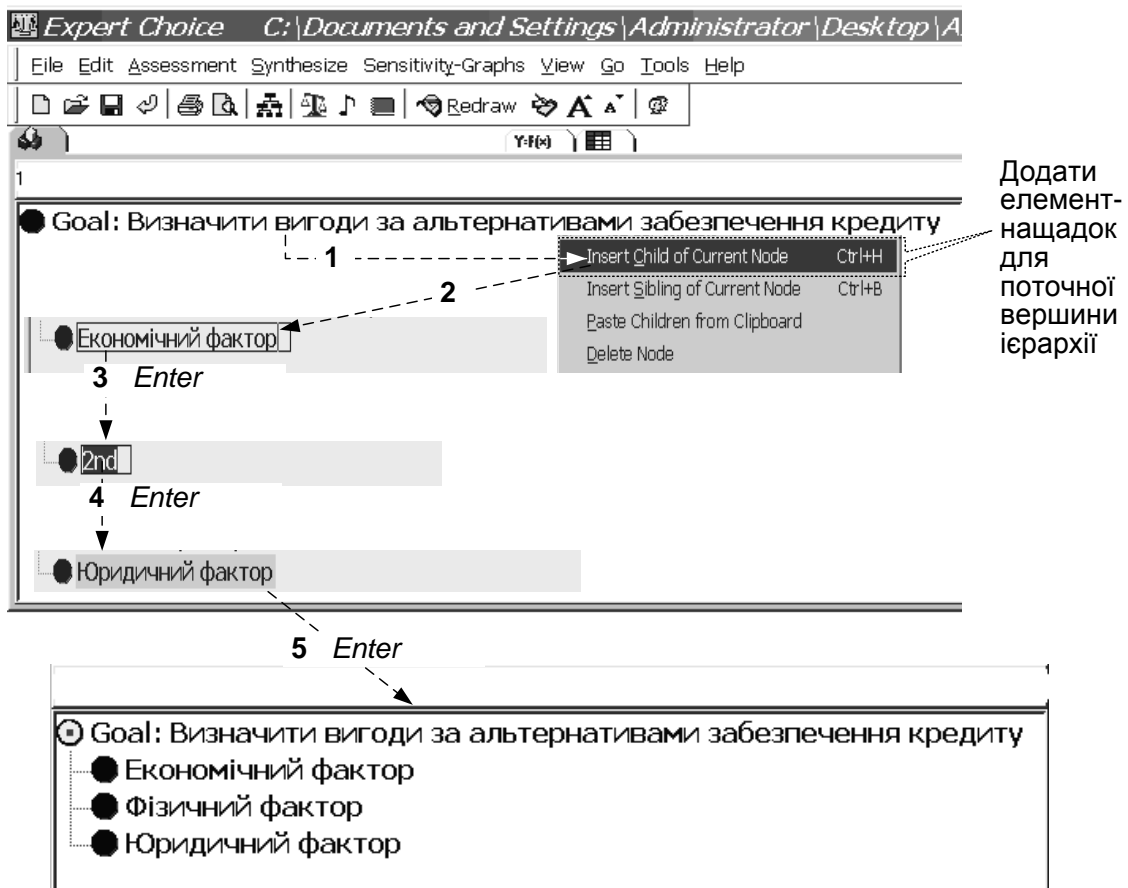 Expert Choice C:\Documents and Settings\Administrator\Desktop\A
File Edit Assessment Synthesize Sensitivity-Graphs View Go Tools Help
Redraw A A
Y=F(x)
1
Goal: Визначити вигоди за альтернативами забезпечення кредиту
1
Insert Child of Current Node Ctrl+H
2
Insert Sibling of Current Node Ctrl+B
Paste Children from Clipboard
Delete Node
Економічний фактор
3 Enter
2nd
4 Enter
Юридичний фактор
5 Enter
Додати
елемент-
нащадок
для
поточної
вершини
ієрархії
Goal: Визначити вигоди за альтернативами забезпечення кредиту
Економічний фактор
Фізичний фактор
Юридичний фактор